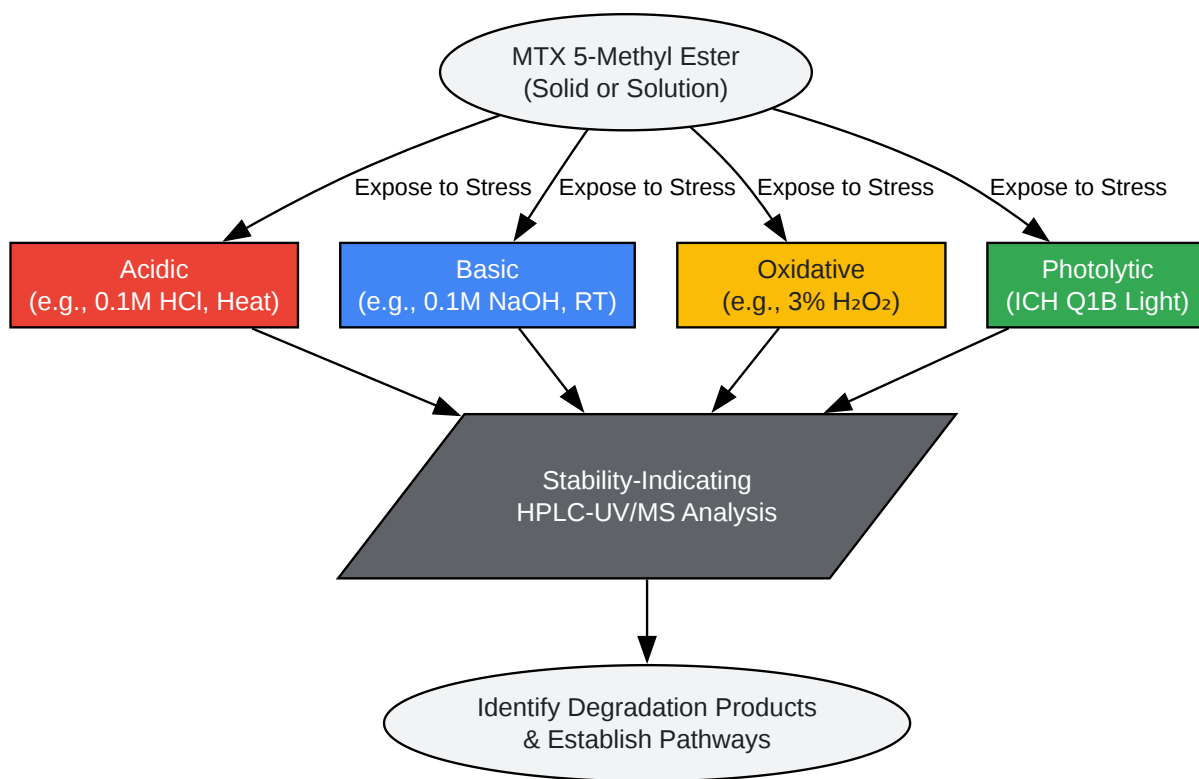 MTX 5-Methyl Ester
(Solid or Solution)
Expose to Stress
Expose to Stress
Expose to Stress
Expose to Stress
Acidic
(e.g., 0.1M HCl, Heat)
Basic
(e.g., 0.1M NaOH, RT)
Oxidative
(e.g., 3% H₂O₂)
Photolytic
(ICH Q1B Light)
Stability-Indicating
HPLC-UV/MS Analysis
Identify Degradation Products
& Establish Pathways